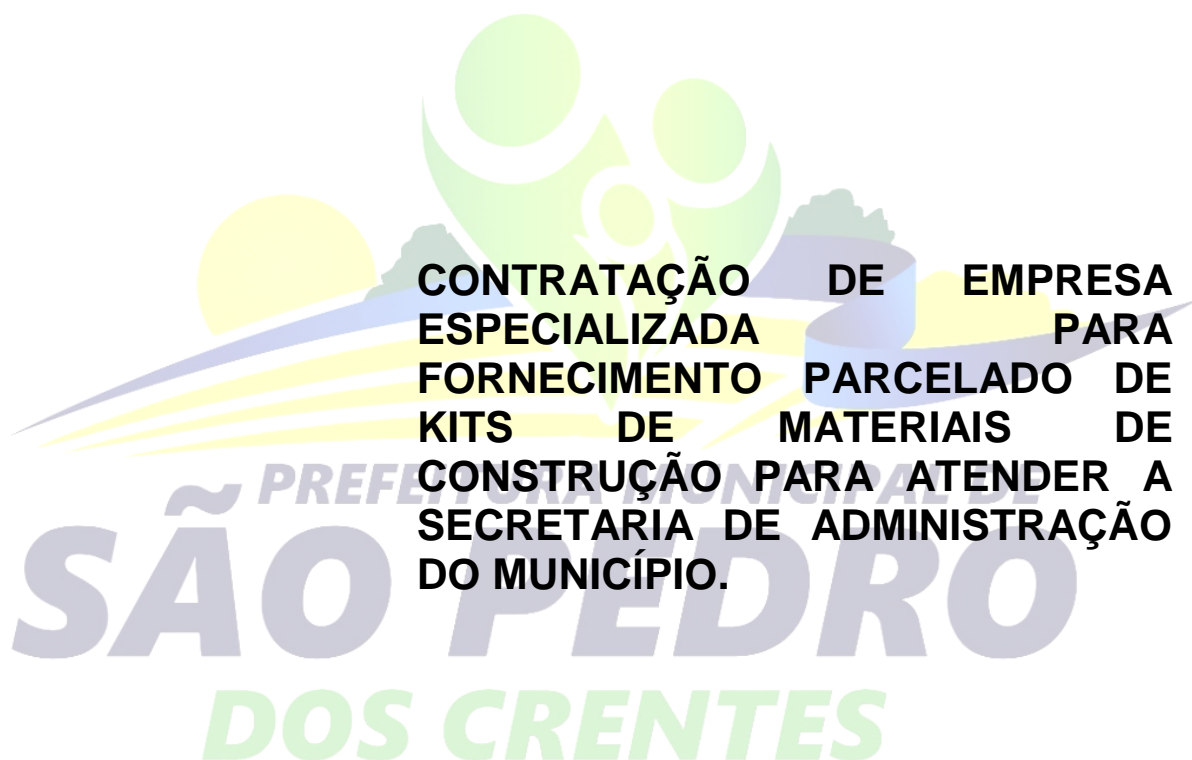 CONTRATAÇÃO DE EMPRESA
ESPECIALIZADA PARA
FORNECIMENTO PARCELADO DE
KITS DE MATERIAIS DE
CONSTRUÇÃO PARA ATENDER A
SECRETARIA DE ADMINISTRAÇÃO
DO MUNICÍPIO.
PREFEITURA MUNICIPAL DE
SÃO PEDRO
DOS CRENTES